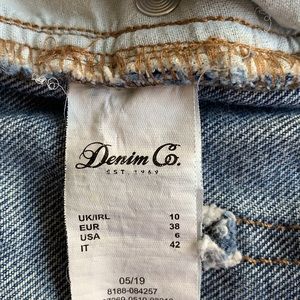 Denim Co.
EST. 1969
UK/IRL 10
EUR 38
USA 6
IT 42
05/19
8188-084257